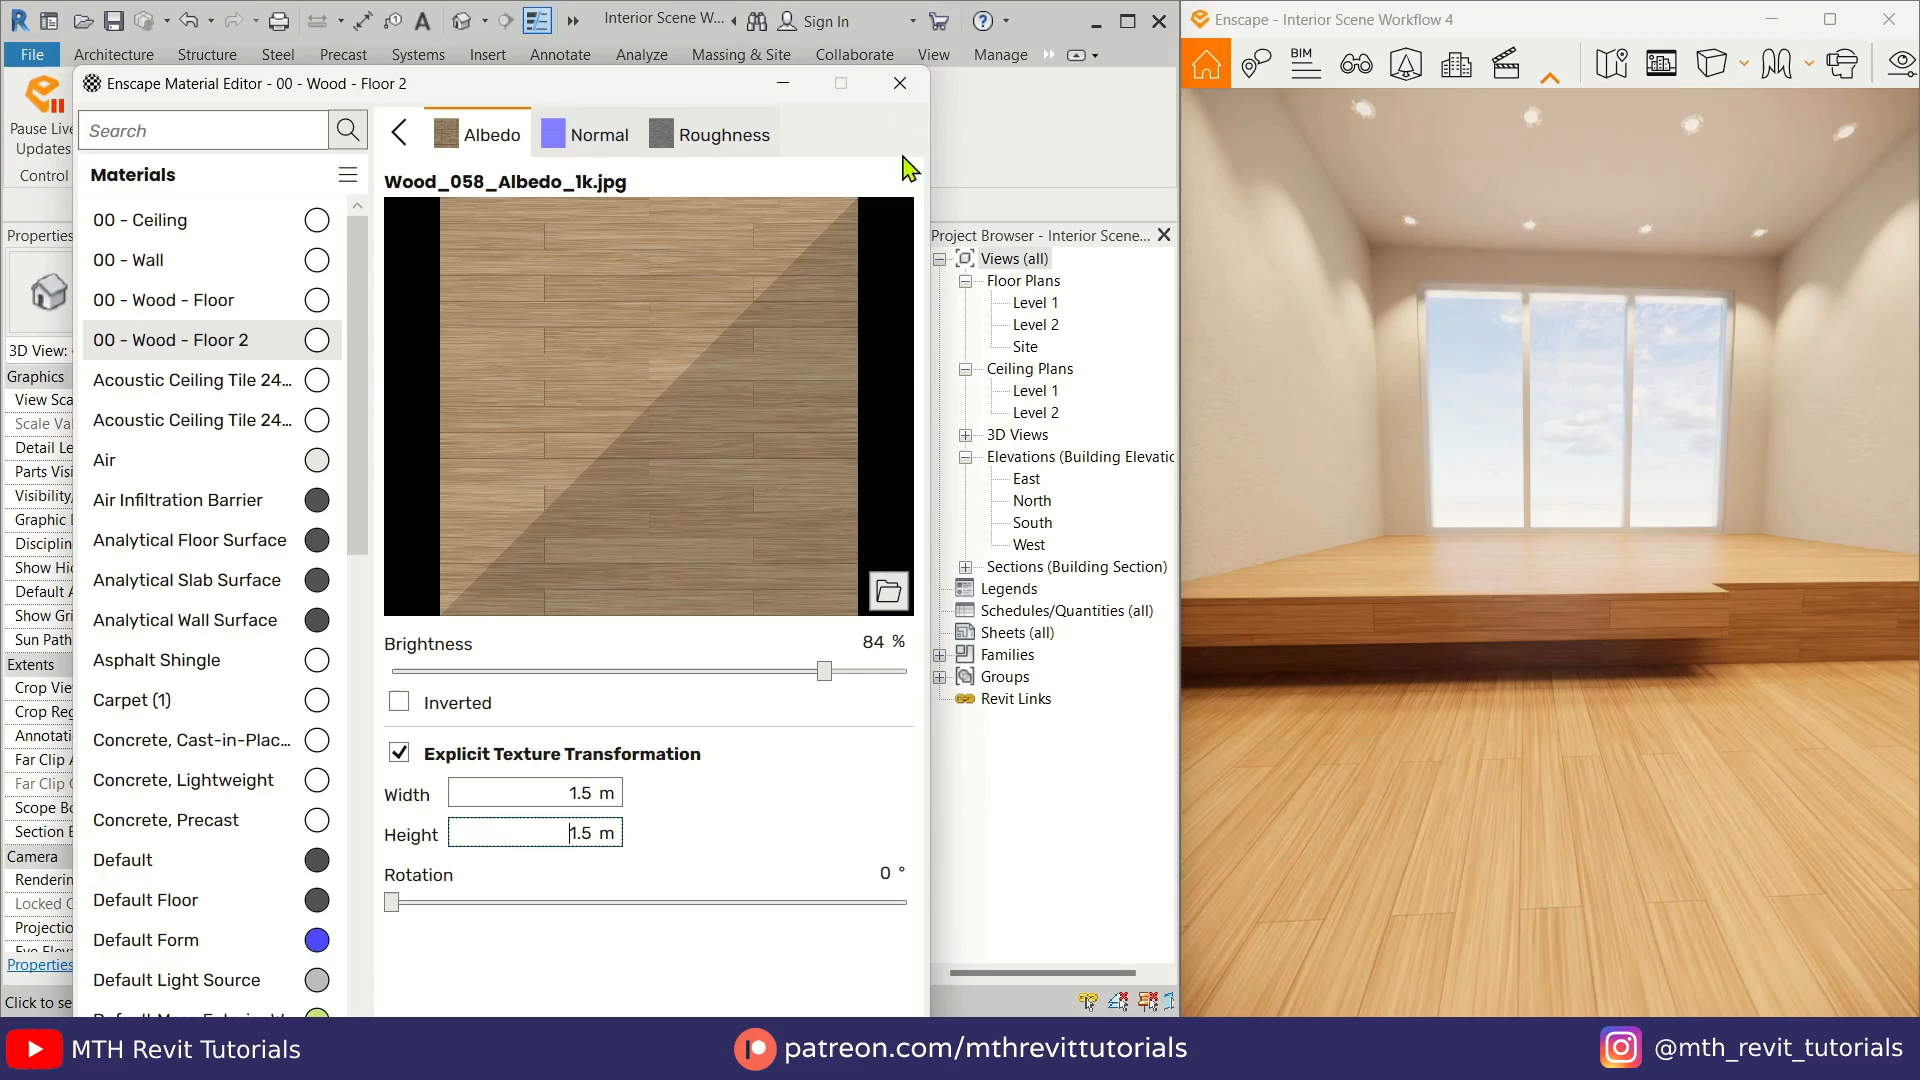 Interior Scene W...
Sign In
File
Architecture
Structure
Steel
Precast
Systems
Insert
Annotate
Analyze
Massing & Site
Collaborate
View
Manage
Pause Live
Updates
Control
Properties
3D View:
Graphics
View Sca
Scale Val
Detail Le
Parts Visi
Visibility/
Graphic
Disciplin
Show Hid
Default A
Show Gri
Sun Path
Extents
Crop Vie
Crop Reg
Annotati
Far Clip A
Far Clip O
Scope Bo
Section B
Camera
Renderin
Locked O
Projectio
Properties
Click to se
Enscape Material Editor - 00 - Wood - Floor 2
Search
Materials
00 - Ceiling
00 - Wall
00 - Wood - Floor
00 - Wood - Floor 2
Acoustic Ceiling Tile 24...
Acoustic Ceiling Tile 24...
Air
Air Infiltration Barrier
Analytical Floor Surface
Analytical Slab Surface
Analytical Wall Surface
Asphalt Shingle
Carpet (1)
Concrete, Cast-in-Plac...
Concrete, Lightweight
Concrete, Precast
Default
Default Floor
Default Form
Default Light Source
Albedo
Normal
Roughness
Wood_058_Albedo_1k.jpg
Brightness
84 %
Inverted
Explicit Texture Transformation
Width
1.5 m
Height
1.5 m
Rotation
0 °
Project Browser - Interior Scene...
Views (all)
Floor Plans
Level 1
Level 2
Site
Ceiling Plans
Level 1
Level 2
3D Views
Elevations (Building Elevatic
East
North
South
West
Sections (Building Section)
Legends
Schedules/Quantities (all)
Sheets (all)
Families
Groups
Revit Links
Enscape - Interior Scene Workflow 4
BIM
MTH Revit Tutorials
patreon.com/mthrevittutorials
@mth_revit_tutorials